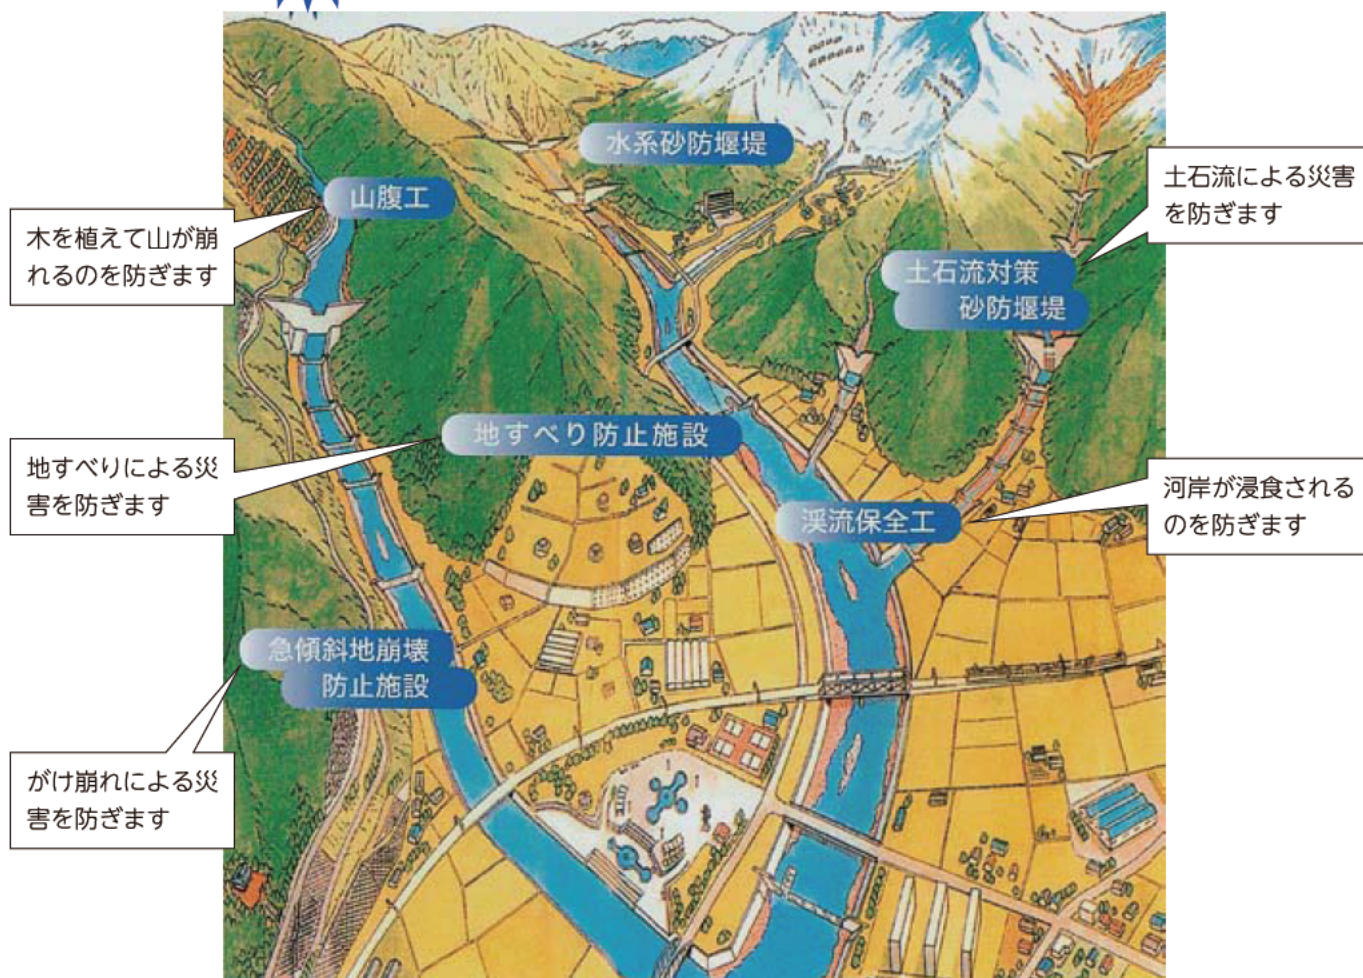 水系砂防堰堤
山腹工
木を植えて山が崩
れるのを防ぎます
土石流による災害
を防ぎます
土石流対策
砂防堰堤
地すべり防止施設
地すべりによる災
害を防ぎます
渓流保全工
河岸が浸食される
のを防ぎます
急傾斜地崩壊
防止施設
がけ崩れによる災
害を防ぎます